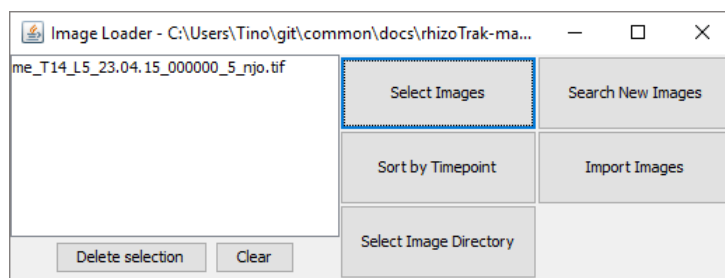 Image Loader - C:\Users\Tino\git\common\docs\rhizoTrak-ma...
me_T14_L5_23.04.15_000000_5_njo.tif
Select Images
Search New Images
Sort by Timepoint
Import Images
Select Image Directory
Delete selection
Clear